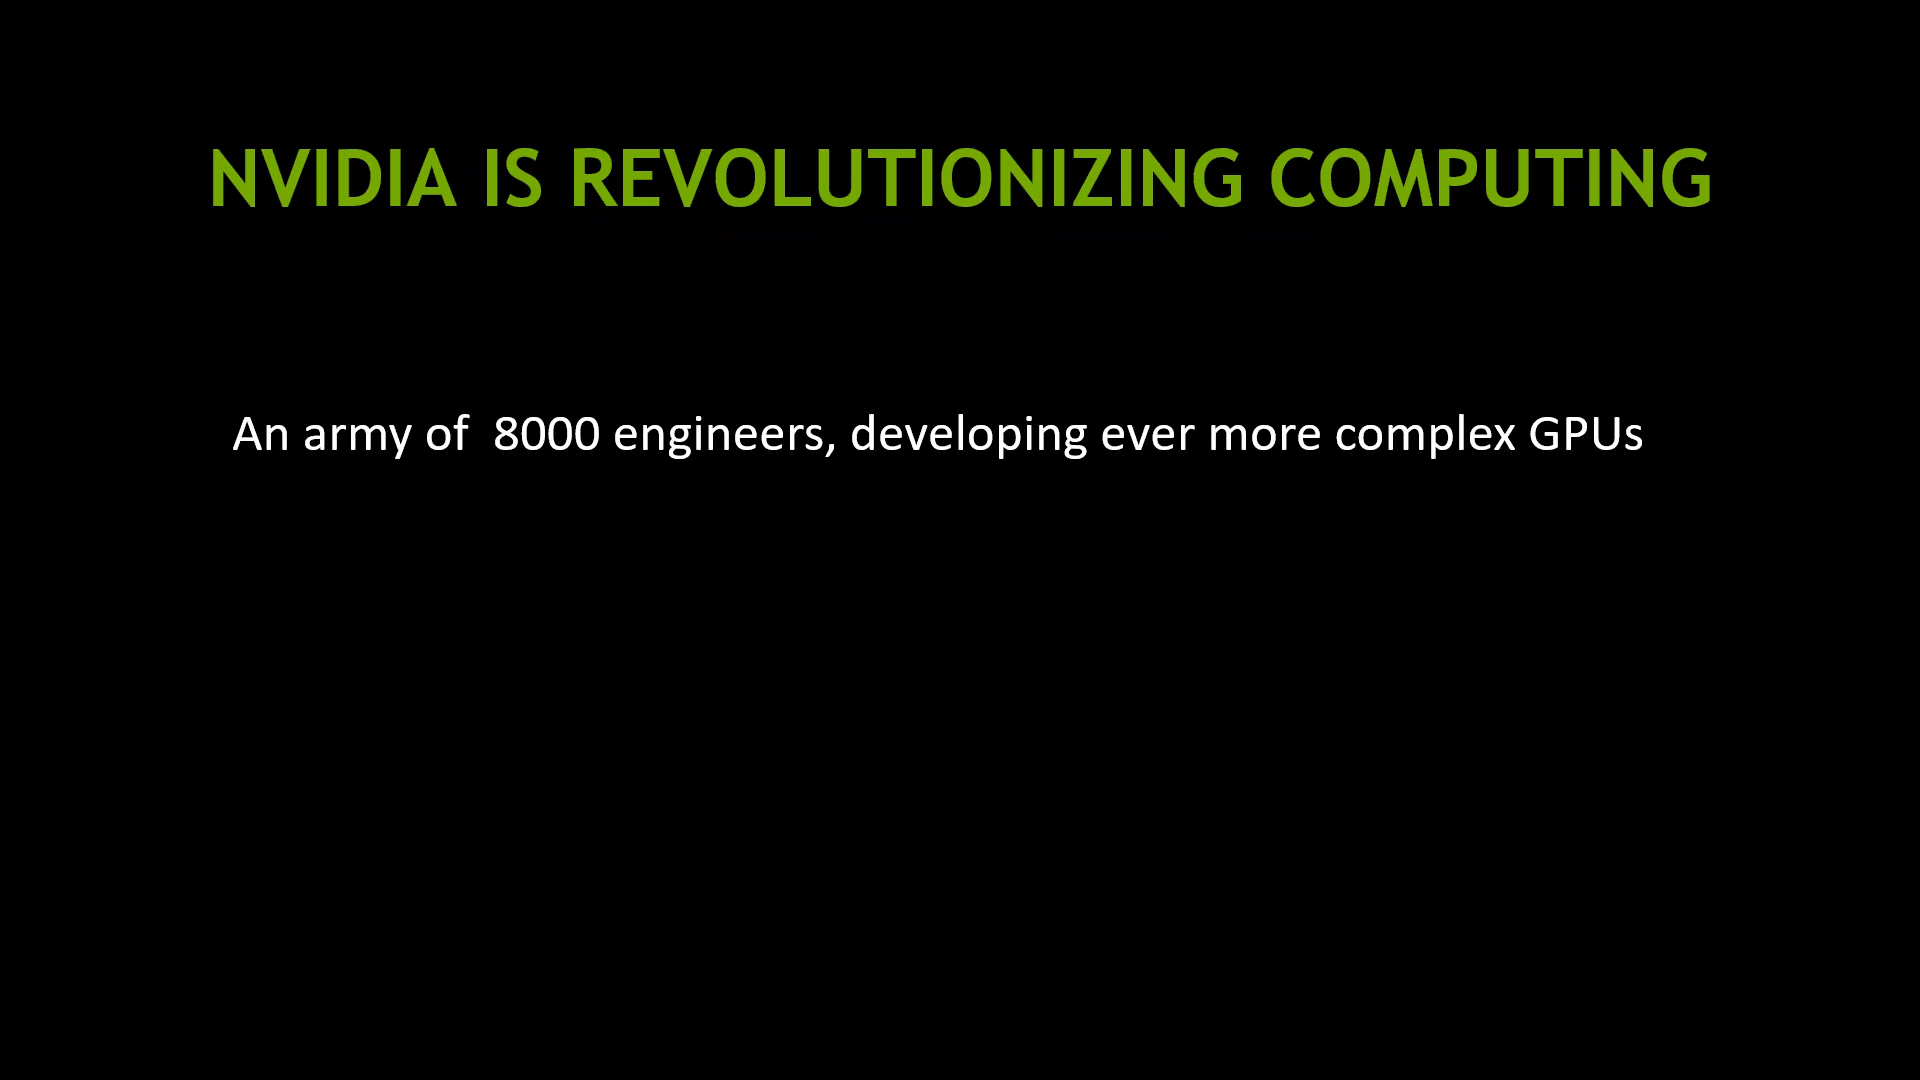 NVIDIA IS REVOLUTIONIZING COMPUTING
An army of  8000 engineers, developing ever more complex GPUs